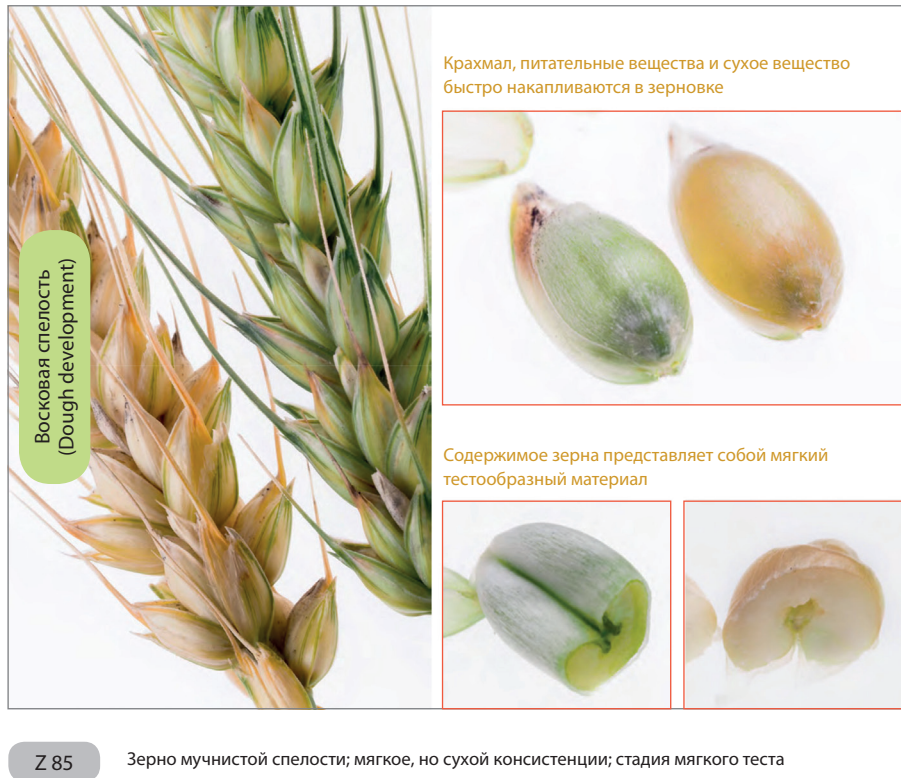 Восковая спелость
(Dough development)
Крахмал, питательные вещества и сухое вещество
быстро накапливаются в зерновке
Содержимое зерна представляет собой мягкий
тестообразный материал
Z 85
Зерно мучнистой спелости; мягкое, но сухой консистенции; стадия мягкого теста